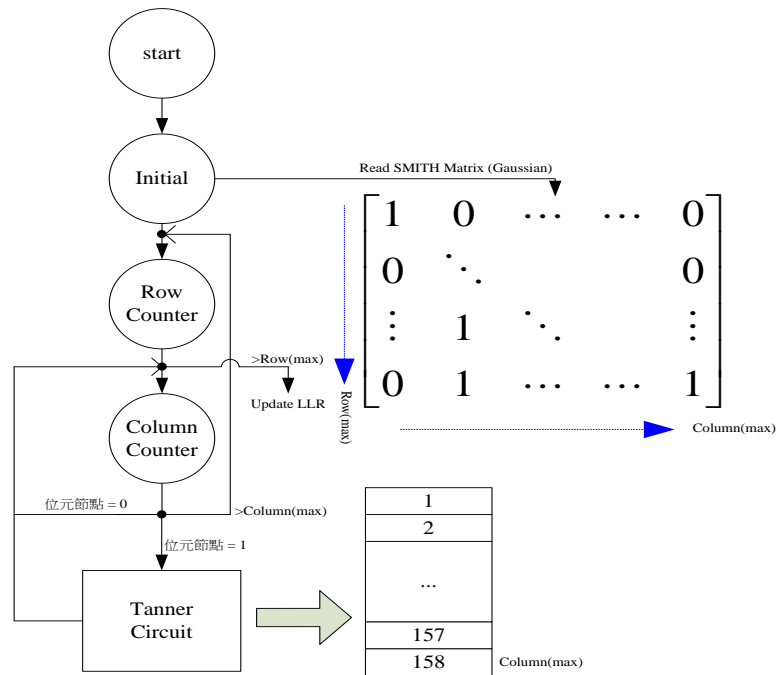 start
Initial
Read SMITH Matrix (Gaussian)
1 0 ⋯ ⋯ 0
0 ⋱ 0
⋮ 1 ⋱ ⋮
0 1 ⋯ ⋯ 1
Row
Counter
>Row(max)
Update LLR
Row(max)
Column(max)
Column
Counter
位元節點 = 0
>Column(max)
位元節點 = 1
Tanner
Circuit
1
2
...
157
158
Column(max)